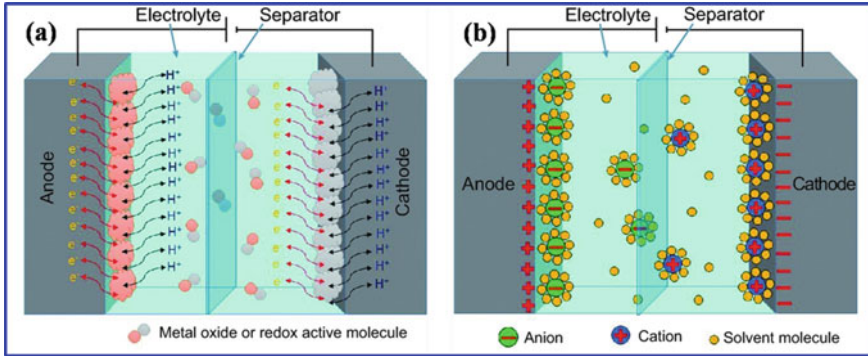 (a)
Electrolyte
Separator
Anode
e e e e e e e e e e e e
H⁺ H⁺ H⁺ H⁺ H⁺ H⁺ H⁺ H⁺ H⁺ H⁺ H⁺ H⁺ H⁺
e e e e e e e e e e e e
H⁺ H⁺ H⁺ H⁺ H⁺ H⁺ H⁺ H⁺ H⁺ H⁺ H⁺ H⁺ H⁺
Cathode
Metal oxide or redox active molecule
(b)
Electrolyte
Separator
Anode
Cathode
Anion
Cation
Solvent molecule